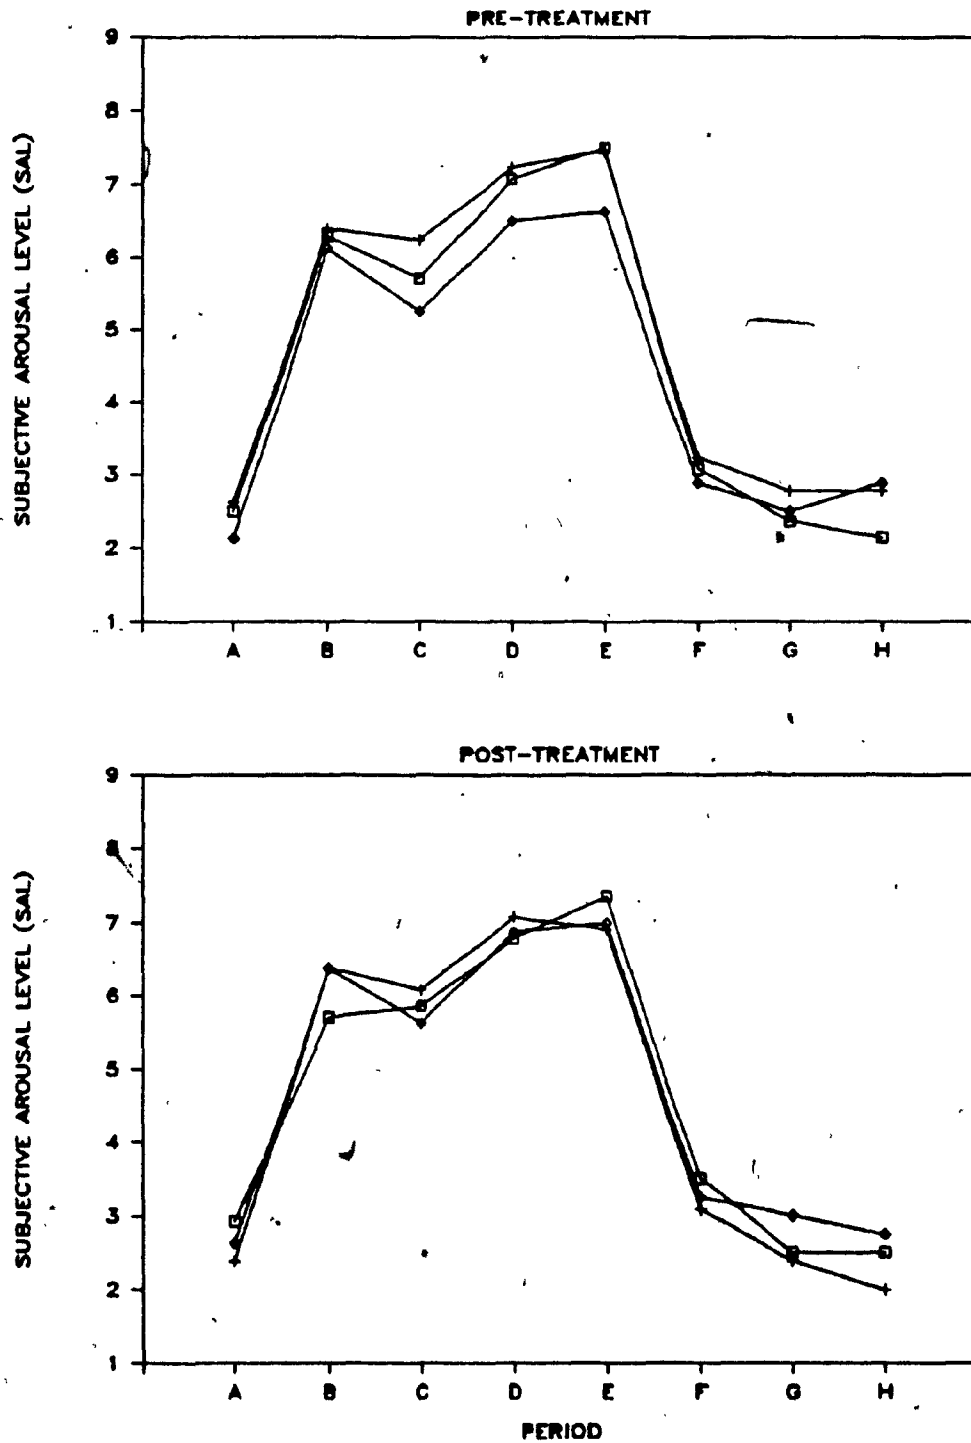 PRE-TREATMENT
SUBJECTIVE AROUSAL LEVEL (SAL)
9
8
7
6
5
4
3
2
1
A B C D E F G H
POST-TREATMENT
SUBJECTIVE AROUSAL LEVEL (SAL)
9
8
7
6
5
4
3
2
1
A B C D E F G H
PERIOD